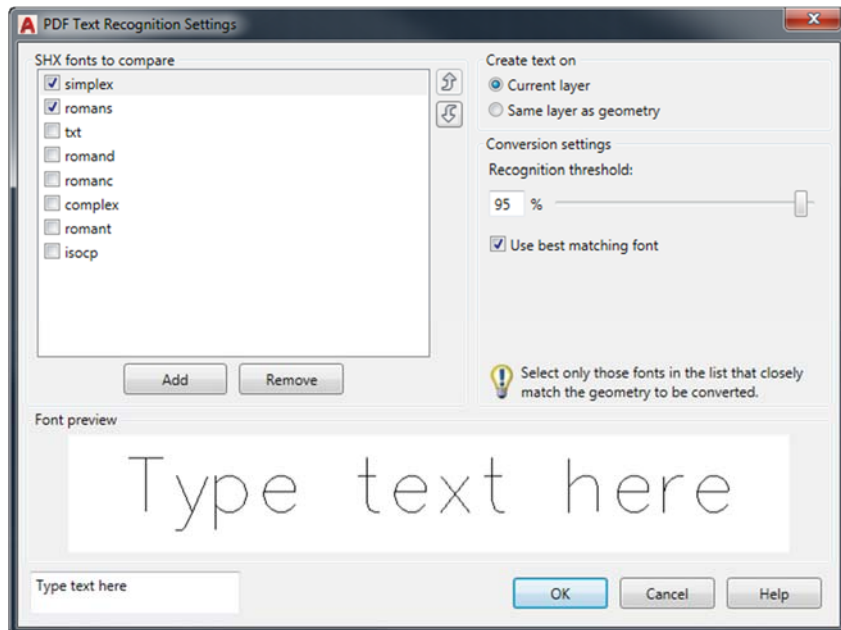 PDF Text Recognition Settings
SHX fonts to compare
simplex
romans
txt
romand
romanc
complex
romant
isocp
Add
Remove
Create text on
Current layer
Same layer as geometry
Conversion settings
Recognition threshold:
95 %
Use best matching font
Select only those fonts in the list that closely
match the geometry to be converted.
Font preview
Type text here
Type text here
OK
Cancel
Help